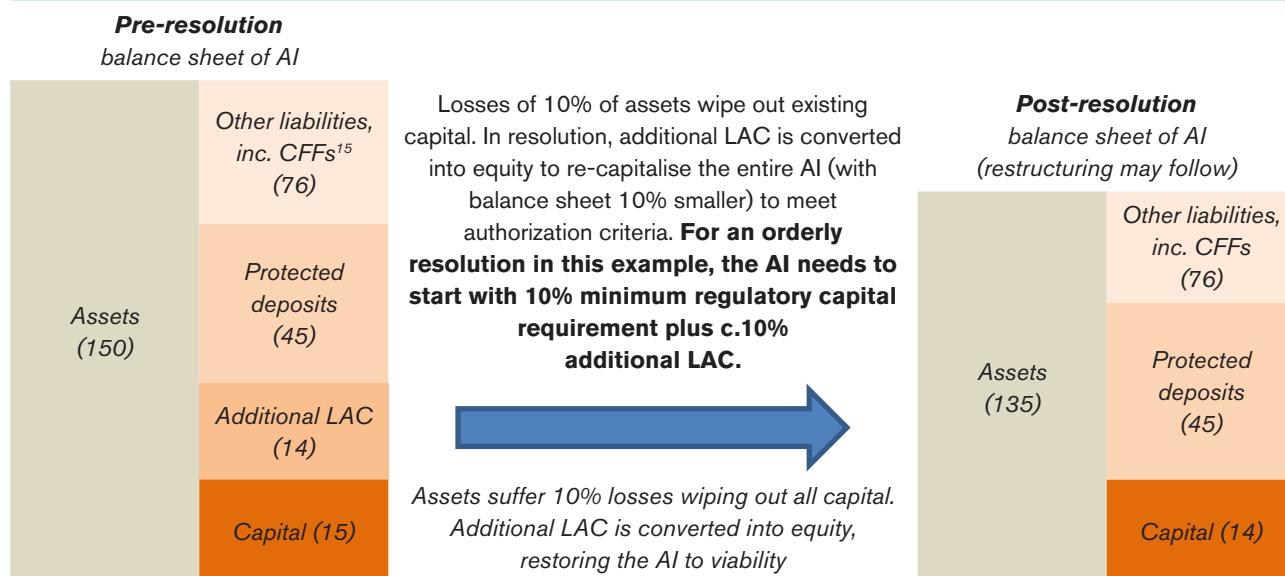 Pre-resolution
balance sheet of AI
Assets
(150)
Other liabilities,
inc. CFFs15
(76)
Protected
deposits
(45)
Additional LAC
(14)
Capital (15)
Losses of 10% of assets wipe out existing
capital. In resolution, additional LAC is converted
into equity to re-capitalise the entire AI (with
balance sheet 10% smaller) to meet
authorization criteria. For an orderly
resolution in this example, the AI needs to
start with 10% minimum regulatory capital
requirement plus c.10%
additional LAC.
Assets suffer 10% losses wiping out all capital.
Additional LAC is converted into equity,
restoring the AI to viability
Post-resolution
balance sheet of AI
(restructuring may follow)
Assets
(135)
Other liabilities,
inc. CFFs
(76)
Protected
deposits
(45)
Capital (14)